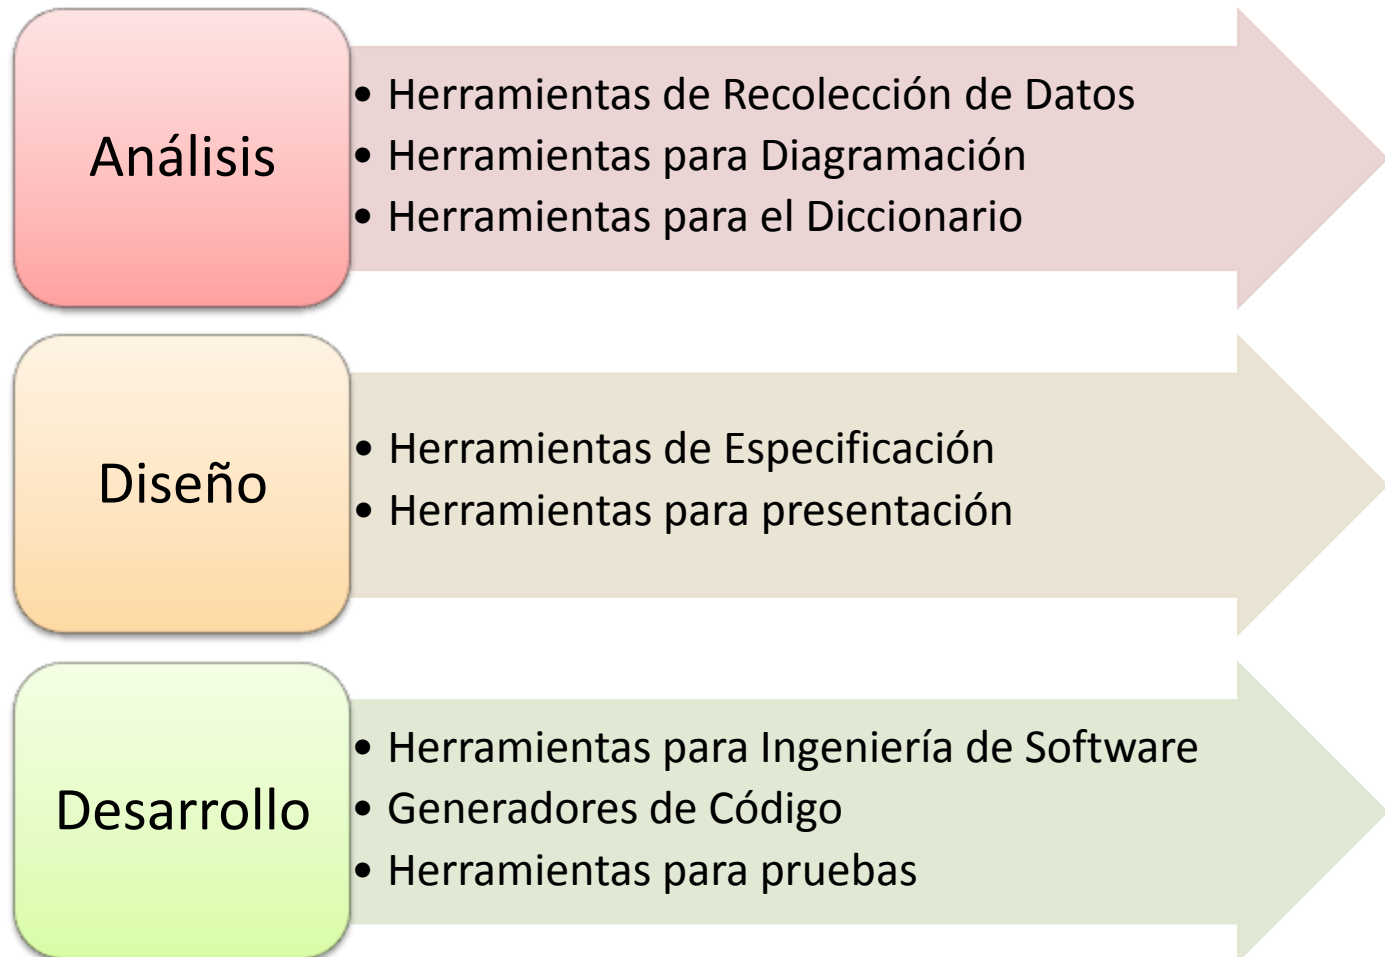 Análisis
• Herramientas de Recolección de Datos
• Herramientas para Diagramación
• Herramientas para el Diccionario
Diseño
• Herramientas de Especificación
• Herramientas para presentación
Desarrollo
• Herramientas para Ingeniería de Software
• Generadores de Código
• Herramientas para pruebas